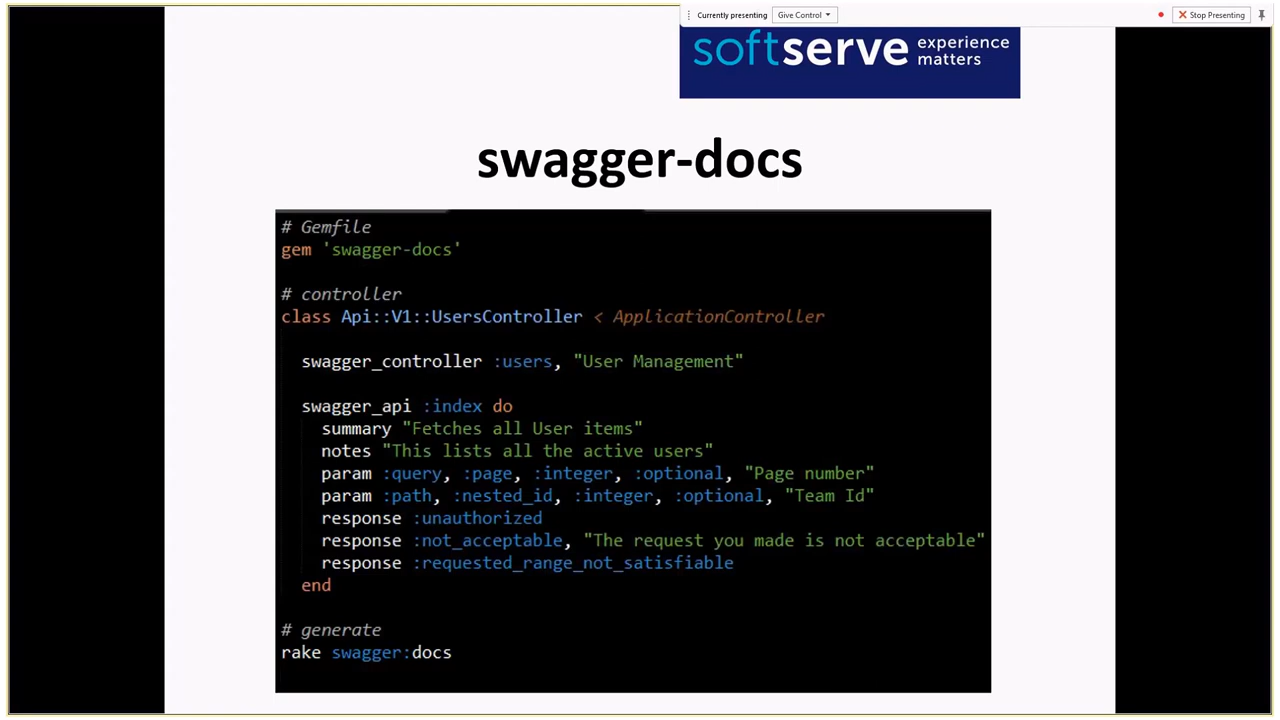 Currently presenting
Give Control
Stop Presenting
softserve experience
matters
swagger-docs
# Gemfile
gem 'swagger-docs'
# controller
class Api::V1::UsersController < ApplicationController
swagger_controller :users, "User Management"
swagger_api :index do
summary "Fetches all User items"
notes "This lists all the active users"
param :query, :page, :integer, :optional, "Page number"
param :path, :nested_id, :integer, :optional, "Team Id"
response :unauthorized
response :not_acceptable, "The request you made is not acceptable"
response :requested_range_not_satisfiable
end
# generate
rake swagger:docs